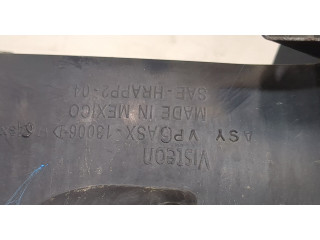 Visteon
ASY VP6ASX-13006-D
MADE IN MEXICO
SAE-HRAPP2-01